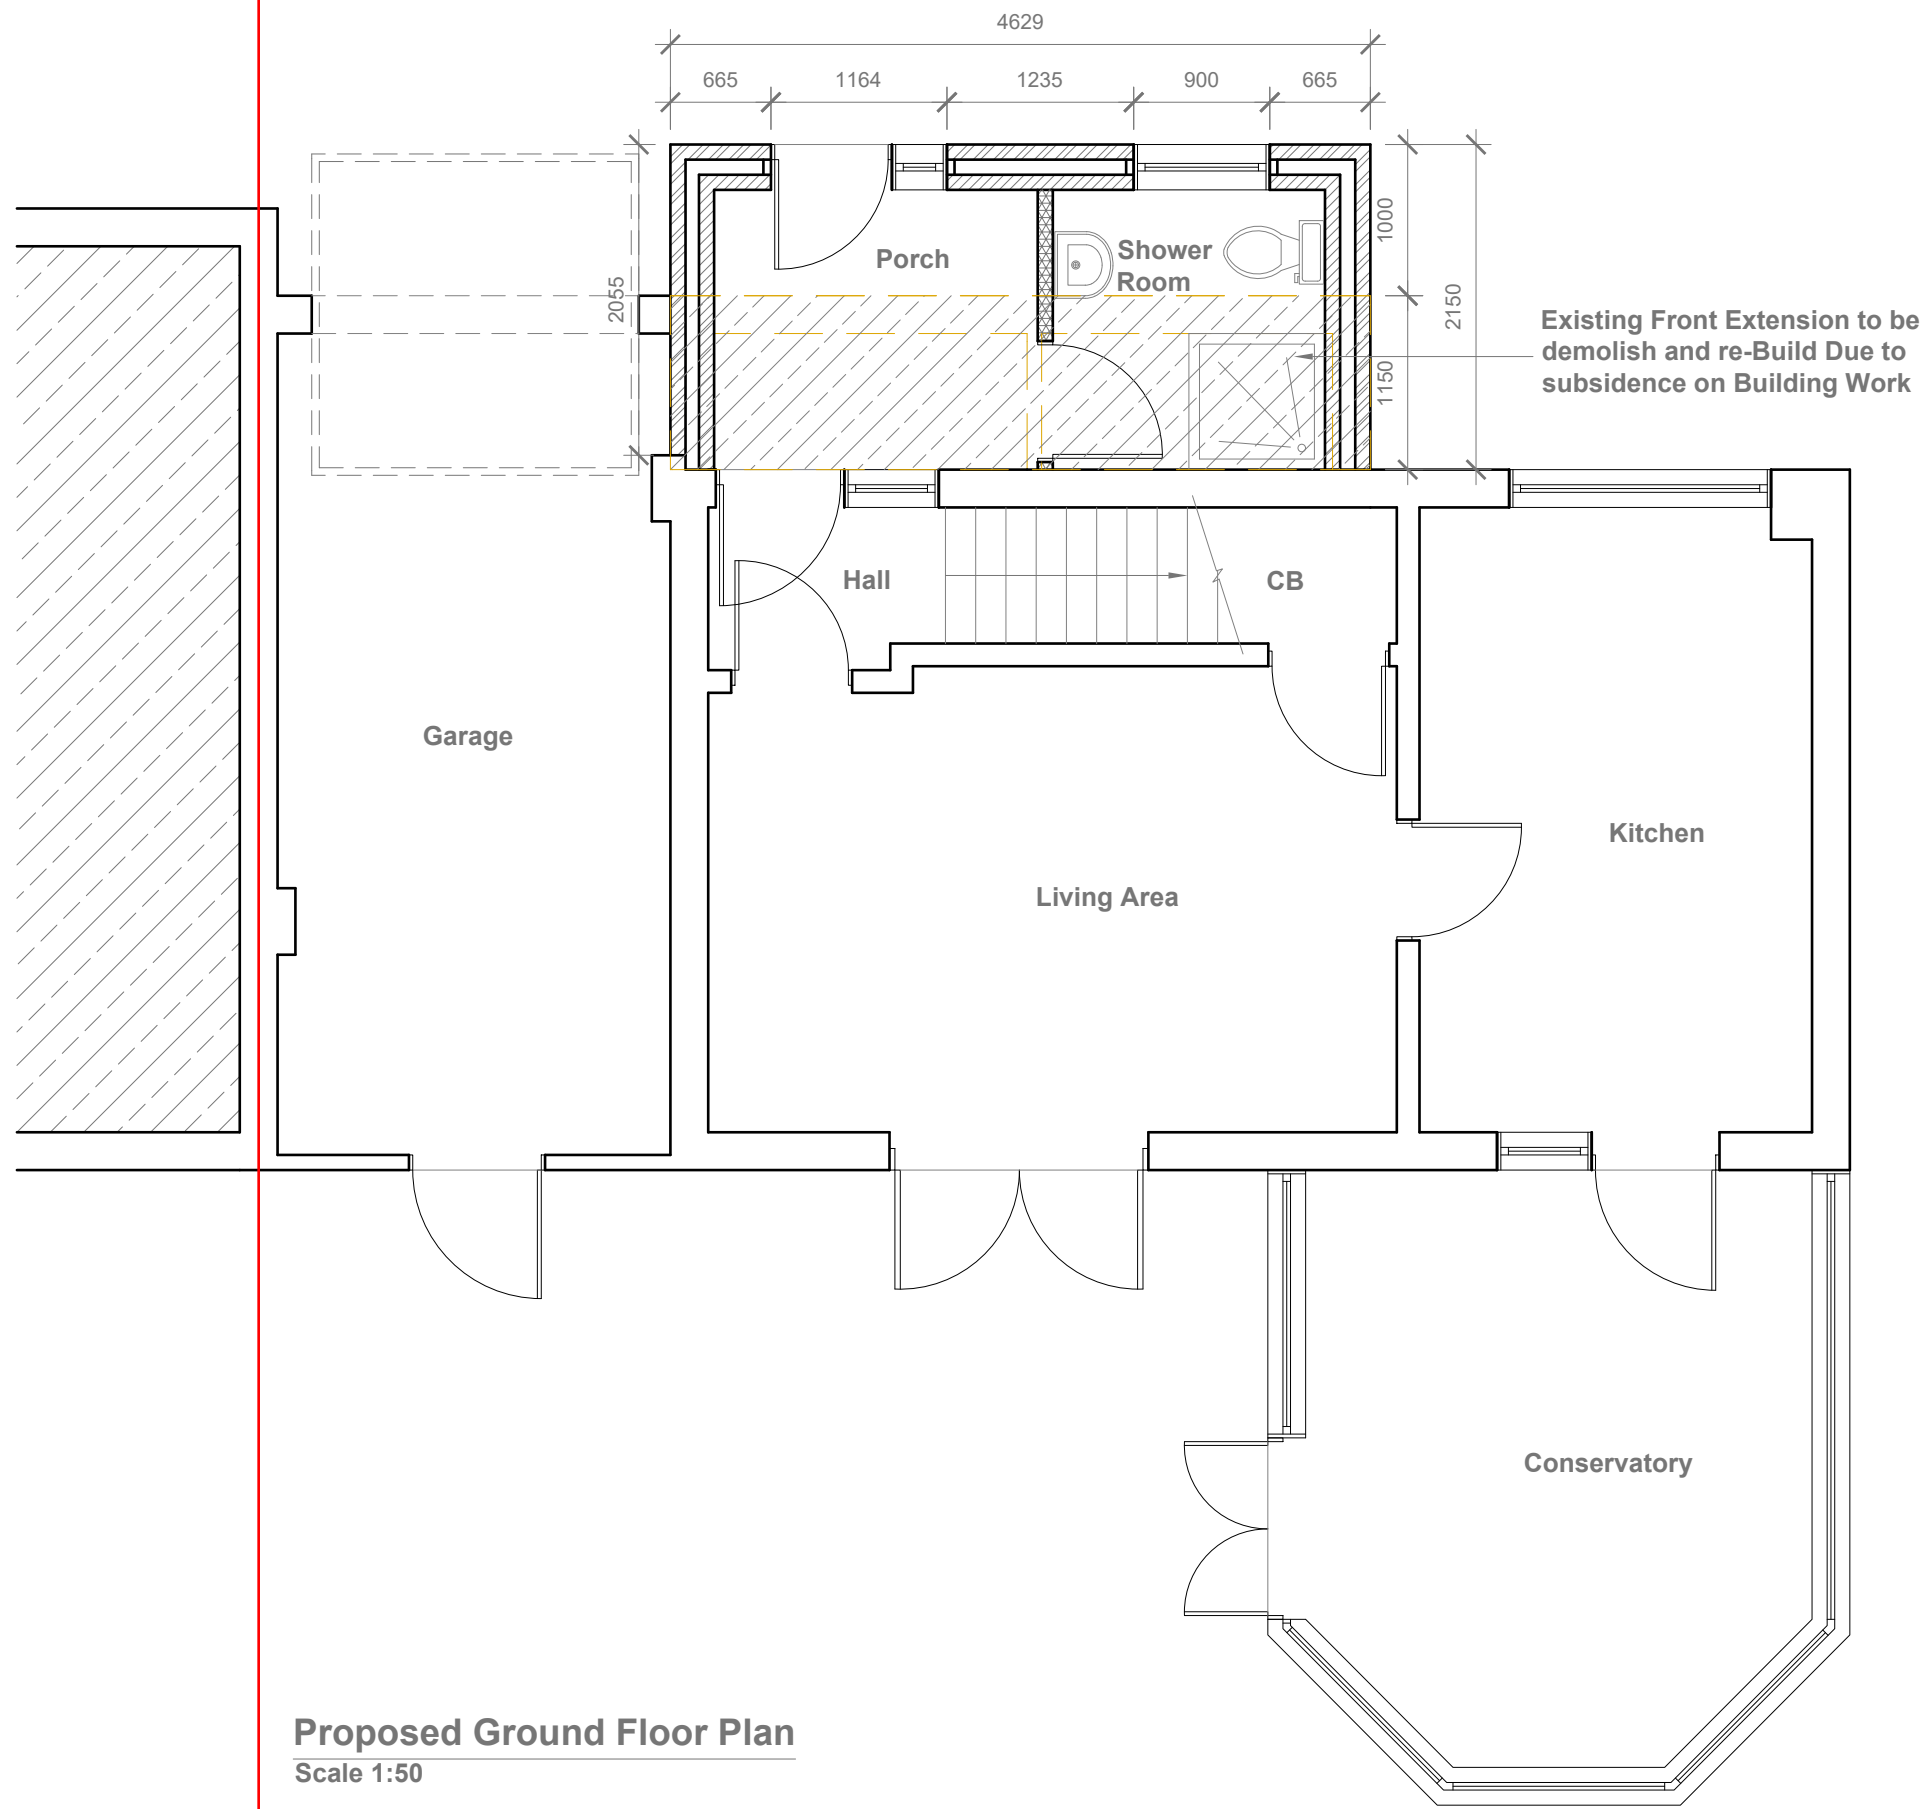 4629
665 1164 1235 900 665
1000
2055
2150
1150
Porch
Shower
Room
Existing Front Extension to be
demolish and re-Build Due to
subsidence on Building Work
Hall
CB
Garage
Kitchen
Living Area
Conservatory
Proposed Ground Floor Plan
Scale 1:50